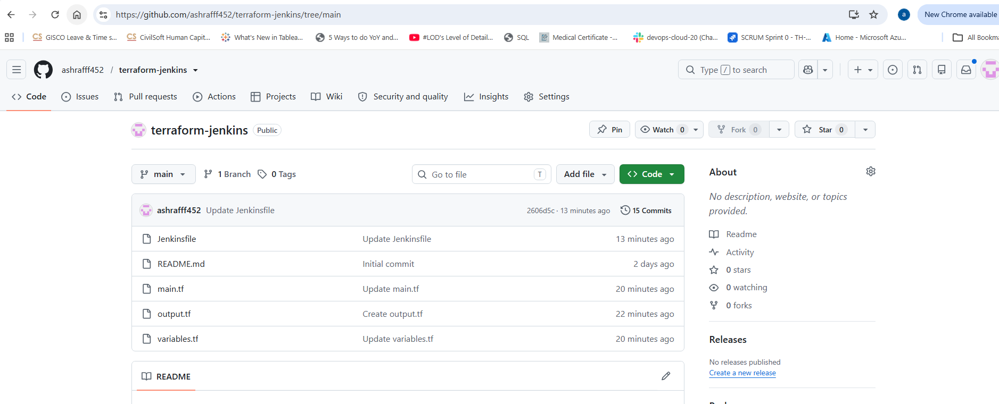 https://github.com/ashrafff452/terraform-jenkins/tree/main
a
New Chrome available
CS GISCO Leave & Time s...
CS CivilSoft Human Capit...
What's New in Tablea...
5 Ways to do YoY and...
#LOD's Level of Detail...
SQL
Medical Certificate -...
devops-cloud-20 (Cha...
SCRUM Sprint 0 - TH-...
Home - Microsoft Azu...
All Bookma
ashrafff452 / terraform-jenkins
Type / to search
Code
Issues
Pull requests
Actions
Projects
Wiki
Security and quality
Insights
Settings
terraform-jenkins Public
Pin
Watch 0
Fork 0
Star 0
main
1 Branch
0 Tags
Go to file T
Add file
Code
About
No description, website, or topics
provided.
ashrafff452 Update Jenkinsfile 2606d5c · 13 minutes ago 15 Commits
Jenkinsfile Update Jenkinsfile 13 minutes ago
README.md Initial commit 2 days ago
main.tf Update main.tf 20 minutes ago
output.tf Create output.tf 22 minutes ago
variables.tf Update variables.tf 20 minutes ago
README
Readme
Activity
0 stars
0 watching
0 forks
Releases
No releases published
Create a new release